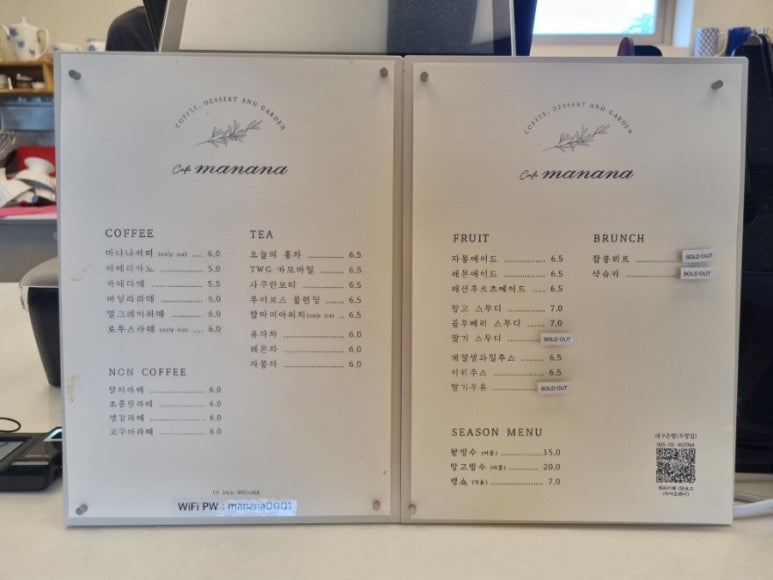 COFFEE, DESSERT AND GARDEN
Cafe manana
COFFEE
마나나커피 (only ice) .... 6.0
아메리카노 .... 5.0
카페라떼 .... 5.5
바닐라라떼 .... 6.0
얼그레이라떼 .... 6.0
로투스라떼 (only ice) .... 6.0
NON COFFEE
말차라떼 .... 6.0
초콜릿라떼 .... 6.0
생강라떼 .... 6.0
고구마라떼 .... 6.0
TEA
오늘의 홍차 .... 6.5
TWG 카모마일 .... 6.5
사쿠란보티 .... 6.5
루이보스 블렌딩 .... 6.5
맘마미아피치(only ice) .. 6.5
유자차 .... 6.0
레몬차 .... 6.0
자몽차 .... 6.0
WiFi PW : manana0001
COFFEE, DESSERT AND GARDEN
Cafe manana
FRUIT
자몽에이드 .... 6.5
레몬에이드 .... 6.5
패션후르츠에이드 .... 6.5
망고 스무디 .... 7.0
블루베리 스무디 .... 7.0
딸기 스무디 .... SOLD OUT
계절생과일주스 .... 6.5
키위주스 .... 6.5
딸기우유 .... SOLD OUT
SEASON MENU
팥빙수 (여름) .... 15.0
망고빙수 (여름) .... 20.0
뱅쇼 (겨울) .... 7.0
BRUNCH
잠봉뵈르 .... SOLD OUT
샥슈카 .... SOLD OUT